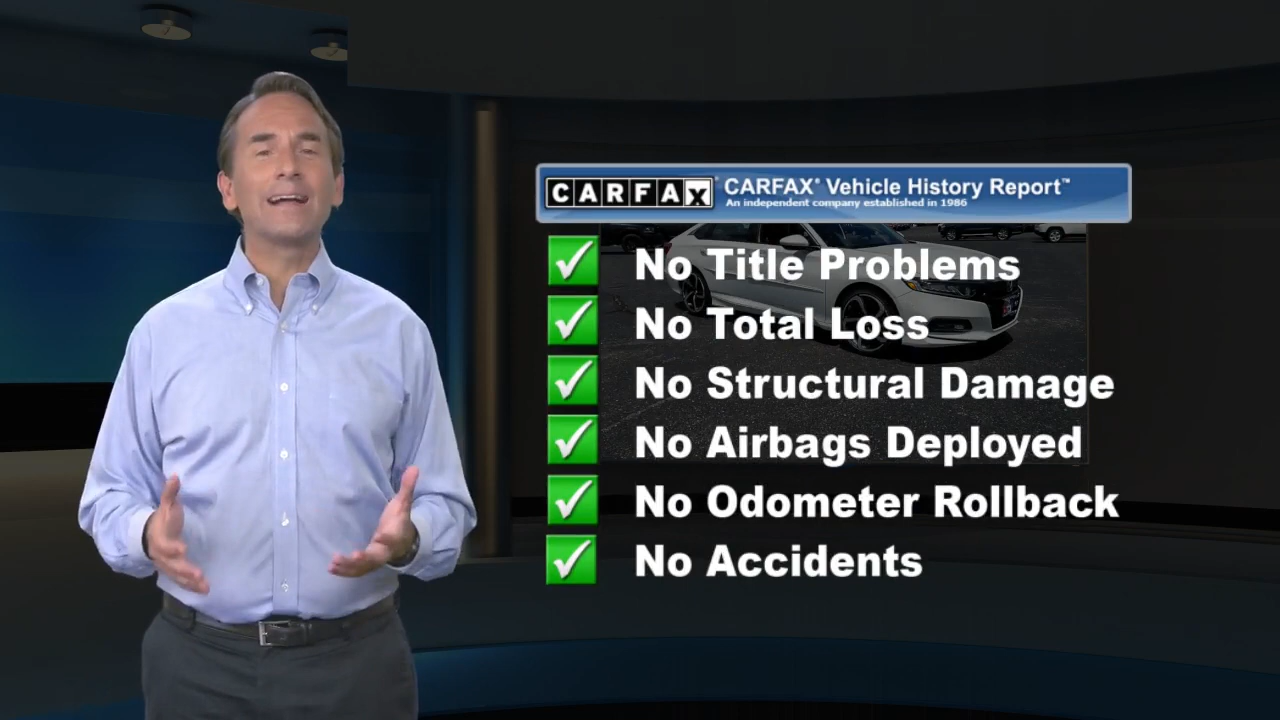 CARFAX
CARFAX® Vehicle History Report™
An independent company established in 1986
No Title Problems
No Total Loss
No Structural Damage
No Airbags Deployed
No Odometer Rollback
No Accidents